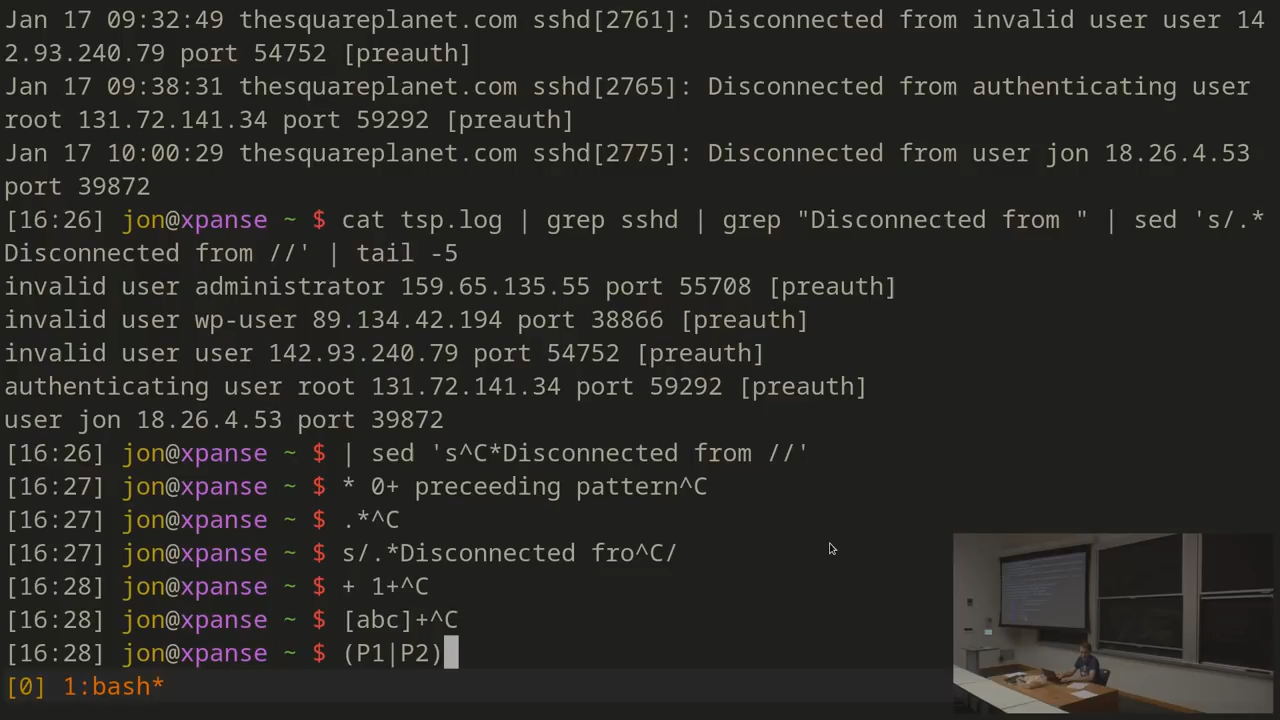 Jan 17 09:32:49 thesquareplanet.com sshd[2761]: Disconnected from invalid user user 14
2.93.240.79 port 54752 [preauth]
Jan 17 09:38:31 thesquareplanet.com sshd[2765]: Disconnected from authenticating user
root 131.72.141.34 port 59292 [preauth]
Jan 17 10:00:29 thesquareplanet.com sshd[2775]: Disconnected from user jon 18.26.4.53
port 39872
[16:26] jon@xpanse ~ $ cat tsp.log | grep sshd | grep "Disconnected from " | sed 's/.*
Disconnected from //' | tail -5
invalid user administrator 159.65.135.55 port 55708 [preauth]
invalid user wp-user 89.134.42.194 port 38866 [preauth]
invalid user user 142.93.240.79 port 54752 [preauth]
authenticating user root 131.72.141.34 port 59292 [preauth]
user jon 18.26.4.53 port 39872
[16:26] jon@xpanse ~ $ | sed 's^C*Disconnected from //'
[16:27] jon@xpanse ~ $ * 0+ preceeding pattern^C
[16:27] jon@xpanse ~ $ .*^C
[16:27] jon@xpanse ~ $ s/.*Disconnected fro^C/
[16:28] jon@xpanse ~ $ + 1+^C
[16:28] jon@xpanse ~ $ [abc]+^C
[16:28] jon@xpanse ~ $ (P1|P2)
[0] 1:bash*